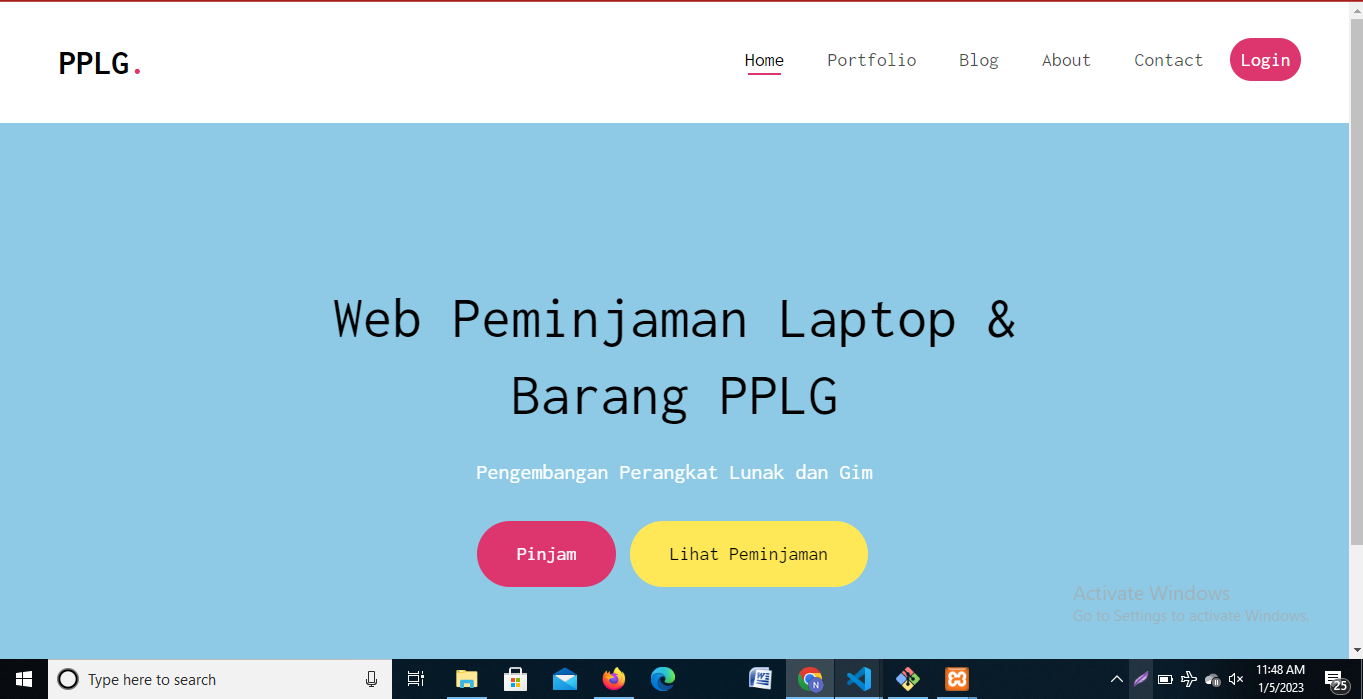 PPLG.
Home Portfolio Blog About Contact Login
Web Peminjaman Laptop &
Barang PPLG
Pengembangan Perangkat Lunak dan Gim
Pinjam Lihat Peminjaman
Activate Windows
Go to Settings to activate Windows.
Type here to search
11:48 AM
1/5/2023
25